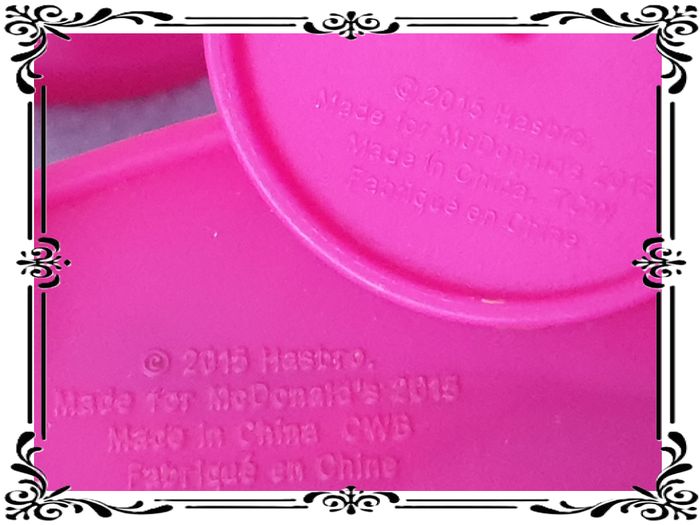 © 2015 Hasbro.
Made for McDonald's 2015
Made in China.
Fabriqué en Chine
© 2015 Hasbro.
Made for McDonald's 2015
Made in China CW6
Fabriqué en Chine